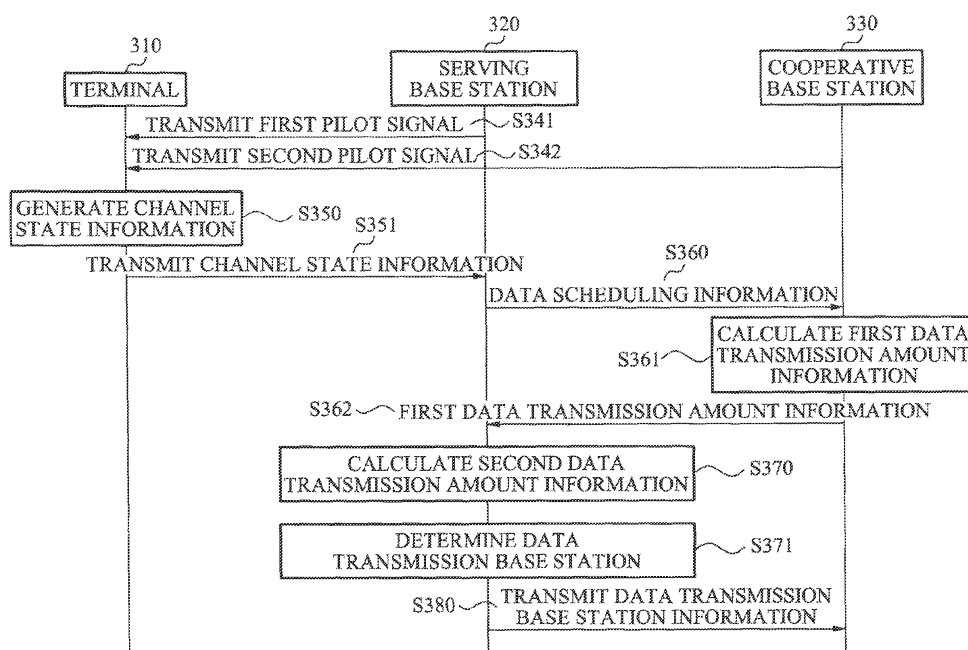 310
320
330
TERMINAL
SERVING
BASE STATION
COOPERATIVE
BASE STATION
TRANSMIT FIRST PILOT SIGNAL
S341
TRANSMIT SECOND PILOT SIGNAL
S342
GENERATE CHANNEL
STATE INFORMATION
S350
S351
TRANSMIT CHANNEL STATE INFORMATION
S360
DATA SCHEDULING INFORMATION
S361
CALCULATE FIRST DATA
TRANSMISSION AMOUNT
INFORMATION
S362
FIRST DATA TRANSMISSION AMOUNT INFORMATION
CALCULATE SECOND DATA
TRANSMISSION AMOUNT INFORMATION
S370
DETERMINE DATA
TRANSMISSION BASE STATION
S371
S380
TRANSMIT DATA TRANSMISSION
BASE STATION INFORMATION